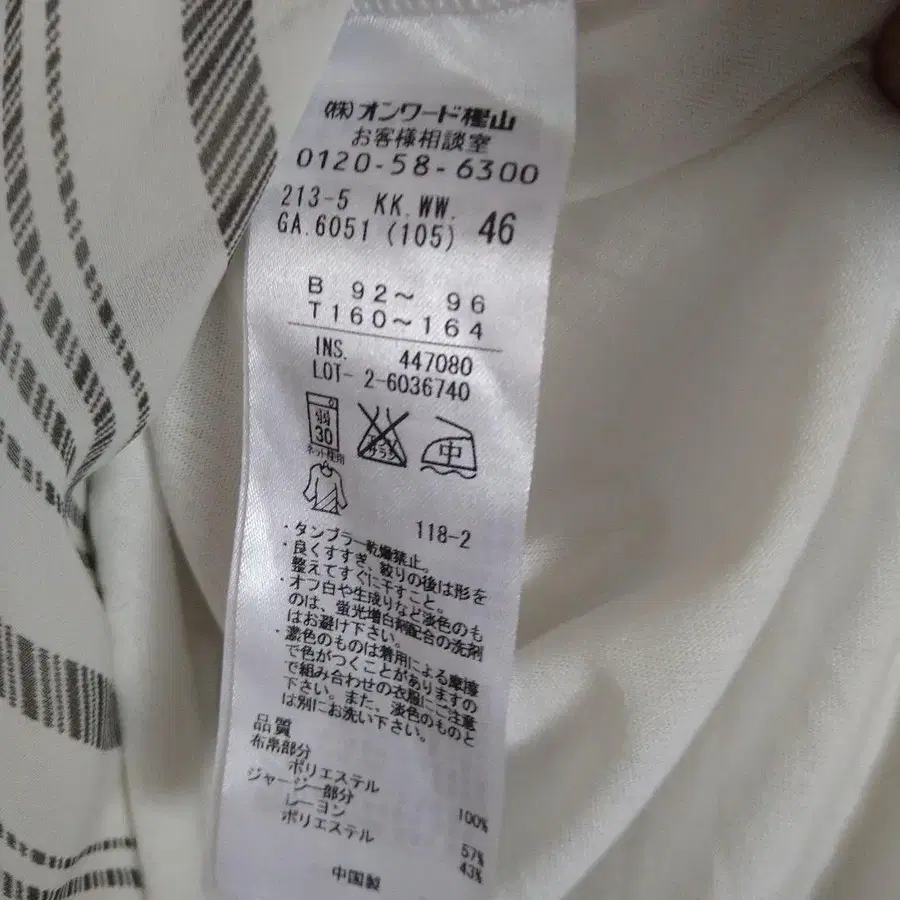 (株)オンワード樫山
お客様相談室
0120-58-6300
213-5 KK.WW.
GA.6051 (105) 46
B 92～ 96
T160～164
INS. 447080
LOT- 2-6036740
弱
30
ネット使用
エンソ
サラシ
中
118-2
・タンブラー乾燥禁止。
・良くすすぎ、絞りの後は形を
整えてすぐに干すこと。
・オフ白や生成りなど淡色のも
のは、蛍光増白剤配合の洗剤
はお避け下さい。
・濃色のものは着用による摩擦
で色がつくことがありますの
で組み合わせの衣服にご注意
下さい。また、淡色のものと
は別にお洗い下さい。
品質
布帛部分
ポリエステル 100%
ジャージー部分
レーヨン 57%
ポリエステル 43%
中国製